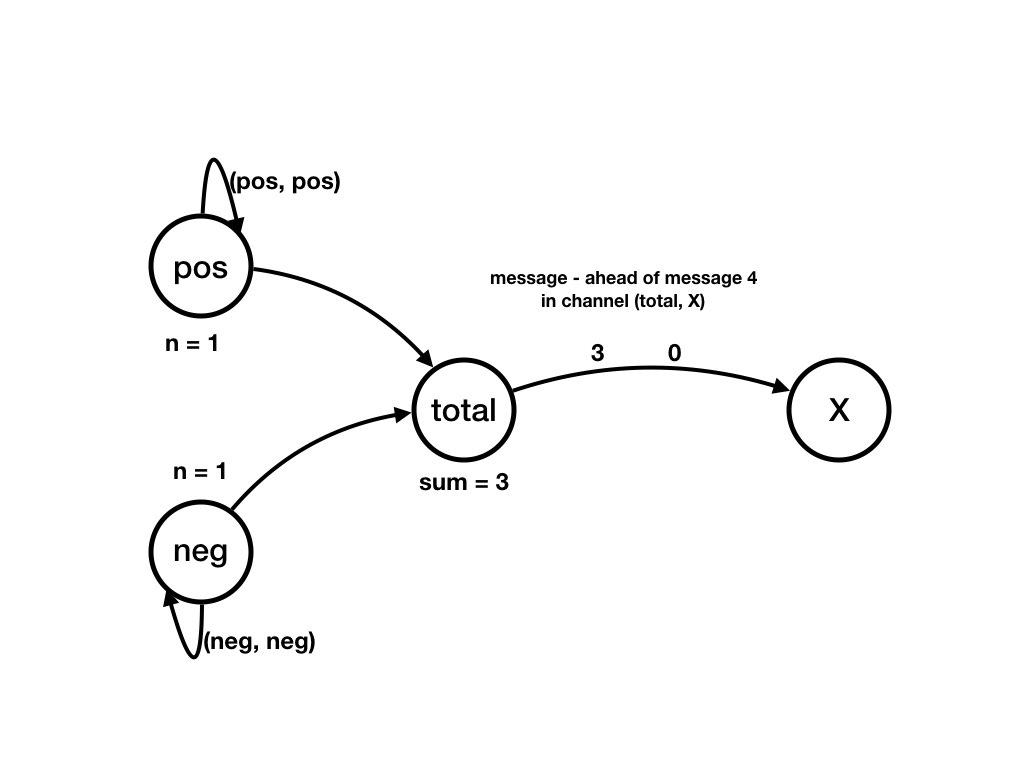 (pos, pos)
pos
n = 1
message - ahead of message 4
in channel (total, X)
3 0
total
X
sum = 3
n = 1
neg
(neg, neg)